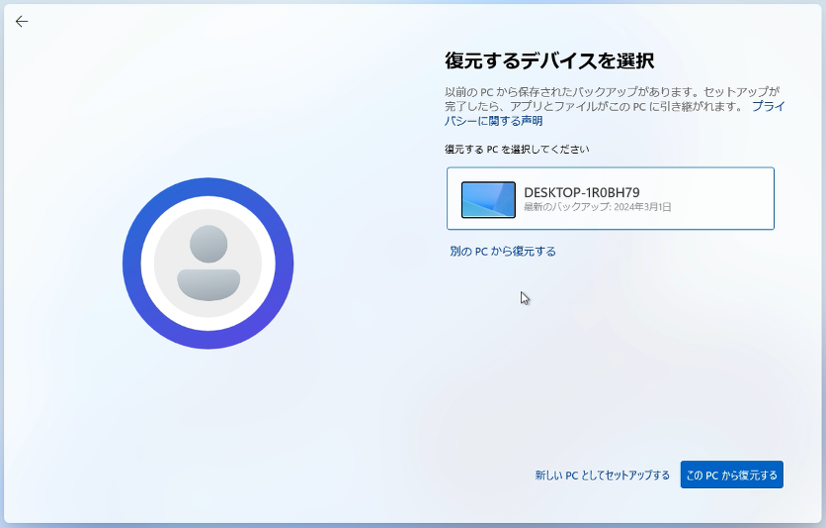 復元するデバイスを選択
以前の PC から保存されたバックアップがあります。セットアップが
完了したら、アプリとファイルがこの PC に引き継がれます。 プライ
バシーに関する声明
復元する PC を選択してください
DESKTOP-1R0BH79
最新のバックアップ: 2024年3月1日
別の PC から復元する
新しい PC としてセットアップする
この PC から復元する